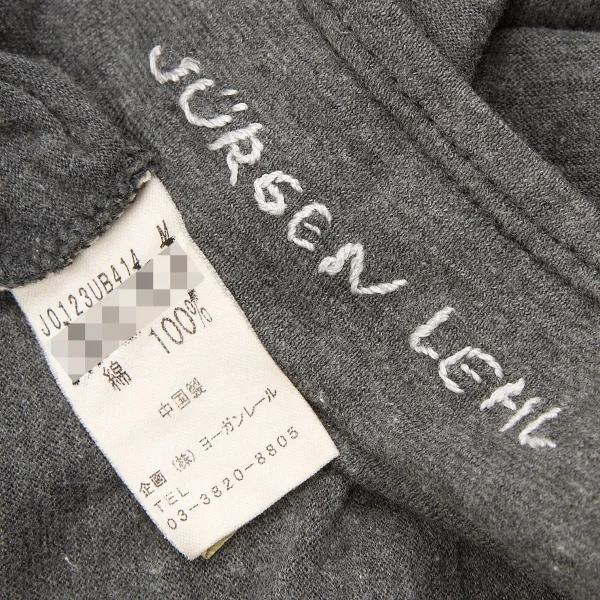 JÜRGEN LEHL
J0123UB414 M
綿 100%
中国製
企画 (株) ヨーガンレール
TEL
03-3820-8805